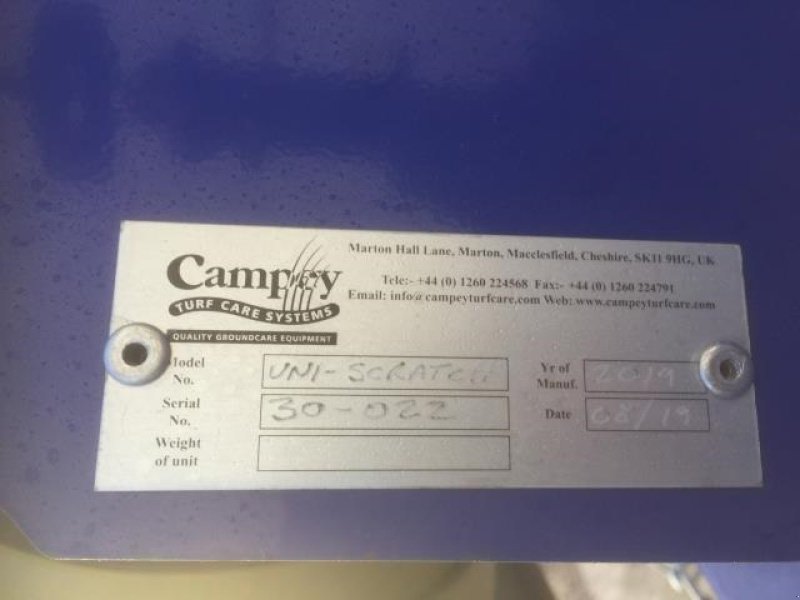 Campey
TURF CARE SYSTEMS
QUALITY GROUNDCARE EQUIPMENT
Marton Hall Lane, Marton, Macclesfield, Cheshire, SK11 9HG, UK
Tele:- +44 (0) 1260 224568 Fax:- +44 (0) 1260 224791
Email: info@campeyturfcare.com Web: www.campeyturfcare.com
Model
No.
UNI-SCRATCH
Yr of
Manuf.
2019
Serial
No.
30-022
Date
08/19
Weight
of unit